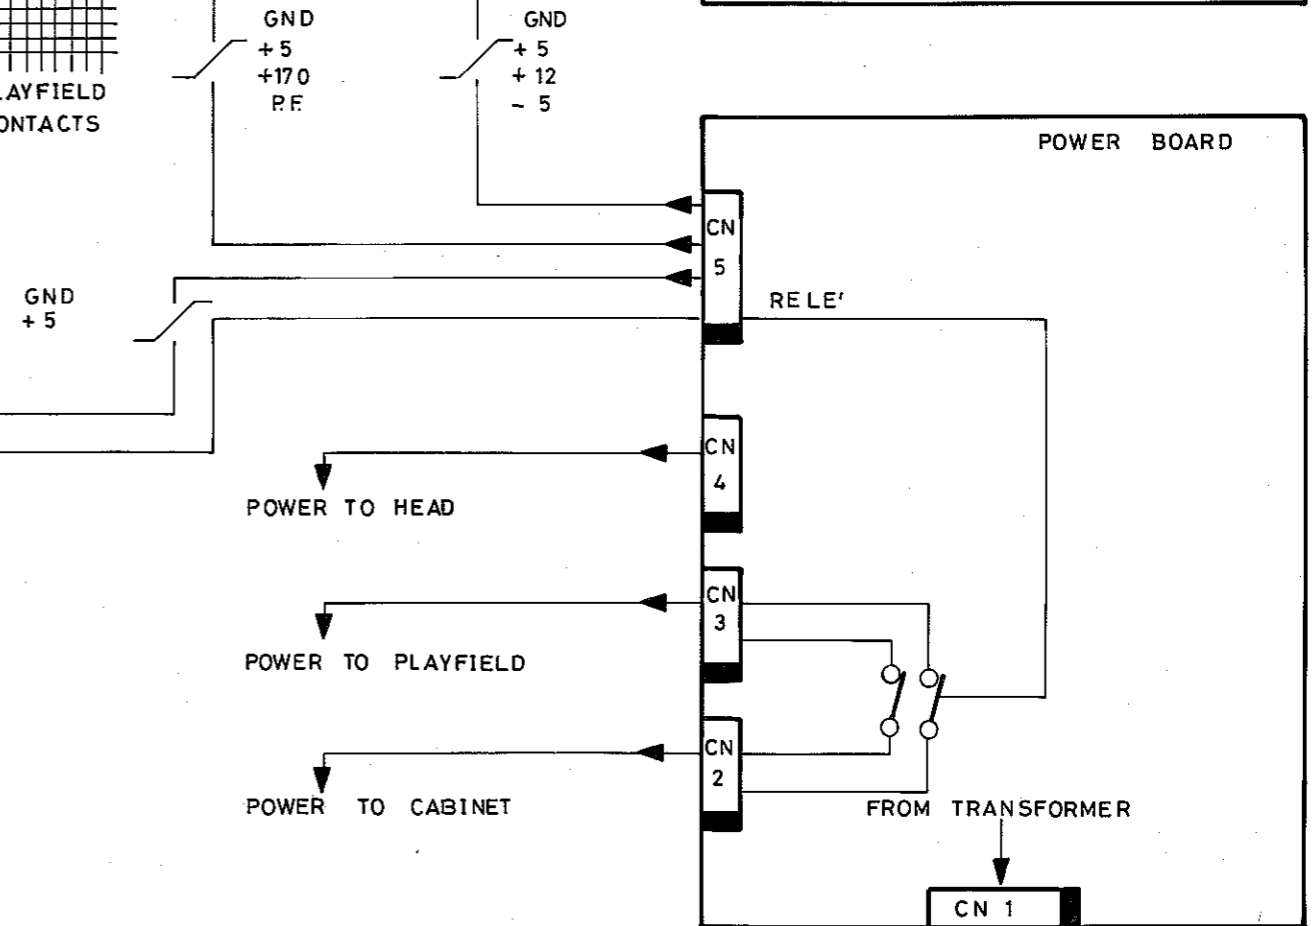 GND
+ 5
+170
P.F.
GND
+ 5
+ 12
- 5
LAYFIELD
ONTACTS
POWER BOARD
CN
5
RELE'
GND
+ 5
CN
4
POWER TO HEAD
CN
3
POWER TO PLAYFIELD
CN
2
POWER TO CABINET
FROM TRANSFORMER
CN 1